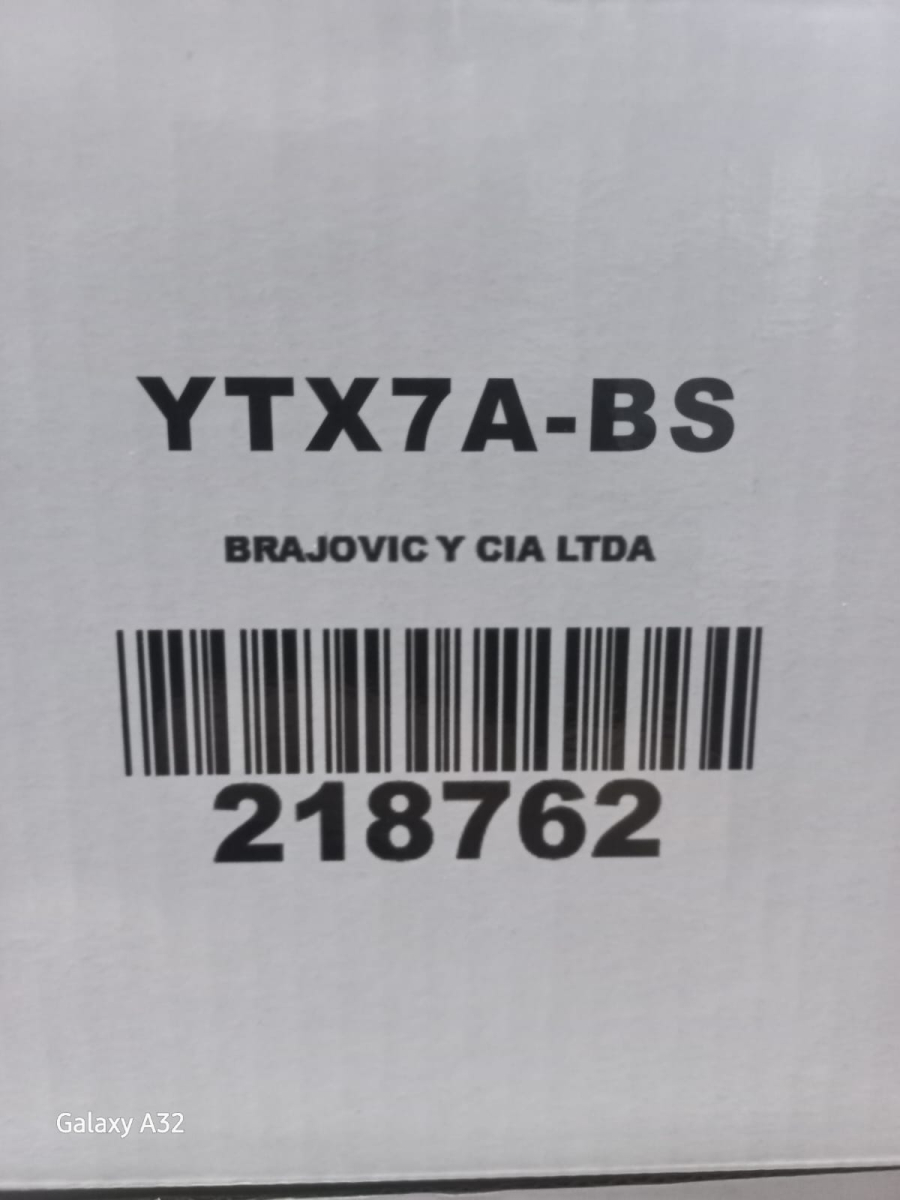 YTX7A-BS
BRAJOVIC Y CIA LTDA
218762
Galaxy A32